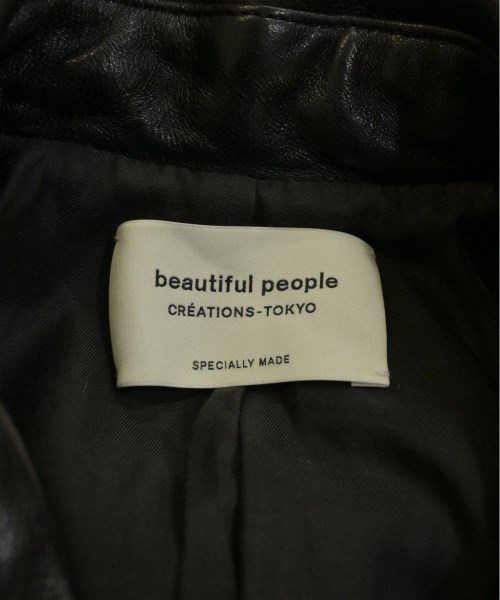 beautiful people
CRÉATIONS-TOKYO
SPECIALLY MADE